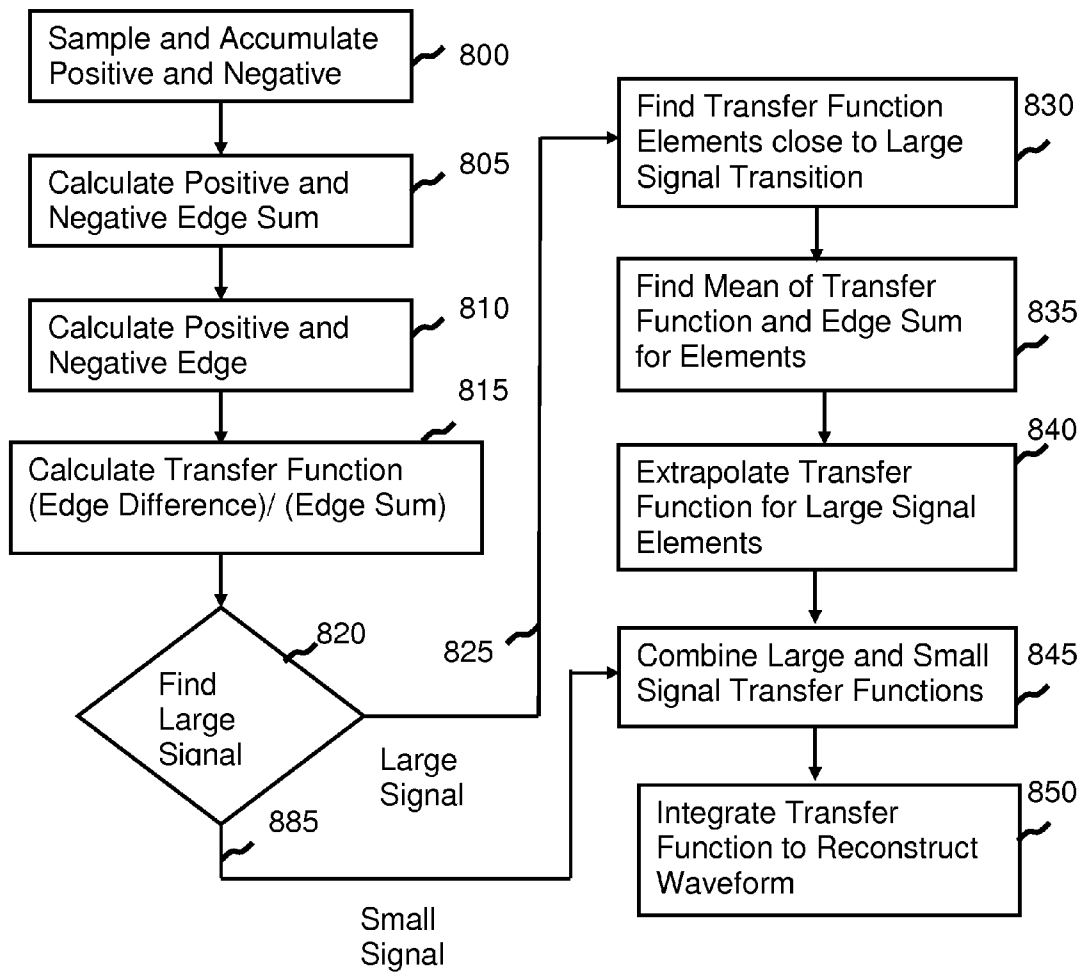 Sample and Accumulate
Positive and Negative
800
Calculate Positive and
Negative Edge Sum
805
Calculate Positive and
Negative Edge
810
815
Calculate Transfer Function
(Edge Difference)/ (Edge Sum)
820
Find
Large
Signal
825
Large
Signal
885
Small
Signal
Find Transfer Function
Elements close to Large
Signal Transition
830
Find Mean of Transfer
Function and Edge Sum
for Elements
835
840
Extrapolate Transfer
Function for Large Signal
Elements
Combine Large and Small
Signal Transfer Functions
845
Integrate Transfer
Function to Reconstruct
Waveform
850